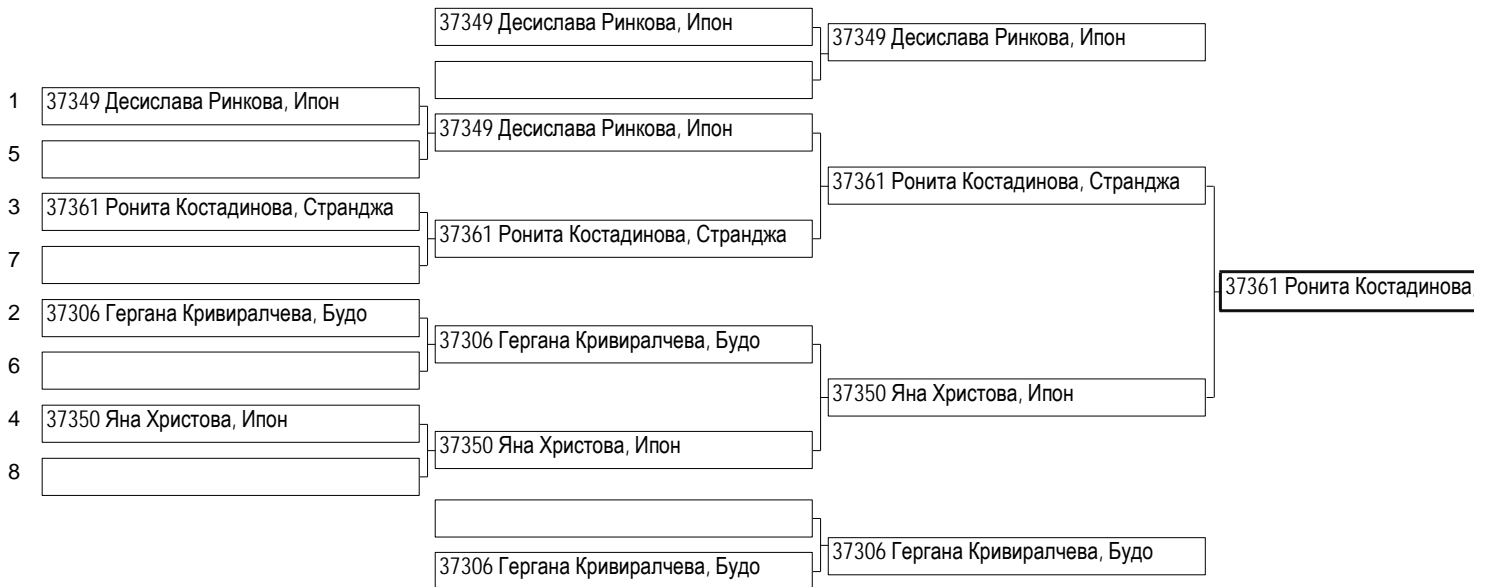 37349 Десислава Ринкова, Ипон
37349 Десислава Ринкова, Ипон
1 37349 Десислава Ринкова, Ипон
37349 Десислава Ринкова, Ипон
5
37361 Ронита Костадинова, Странджа
3 37361 Ронита Костадинова, Странджа
37361 Ронита Костадинова, Странджа
7
37361 Ронита Костадинова,
2 37306 Гергана Кривиралчева, Будо
37306 Гергана Кривиралчева, Будо
6
37350 Яна Христова, Ипон
4 37350 Яна Христова, Ипон
37350 Яна Христова, Ипон
8
37306 Гергана Кривиралчева, Будо
37306 Гергана Кривиралчева, Будо